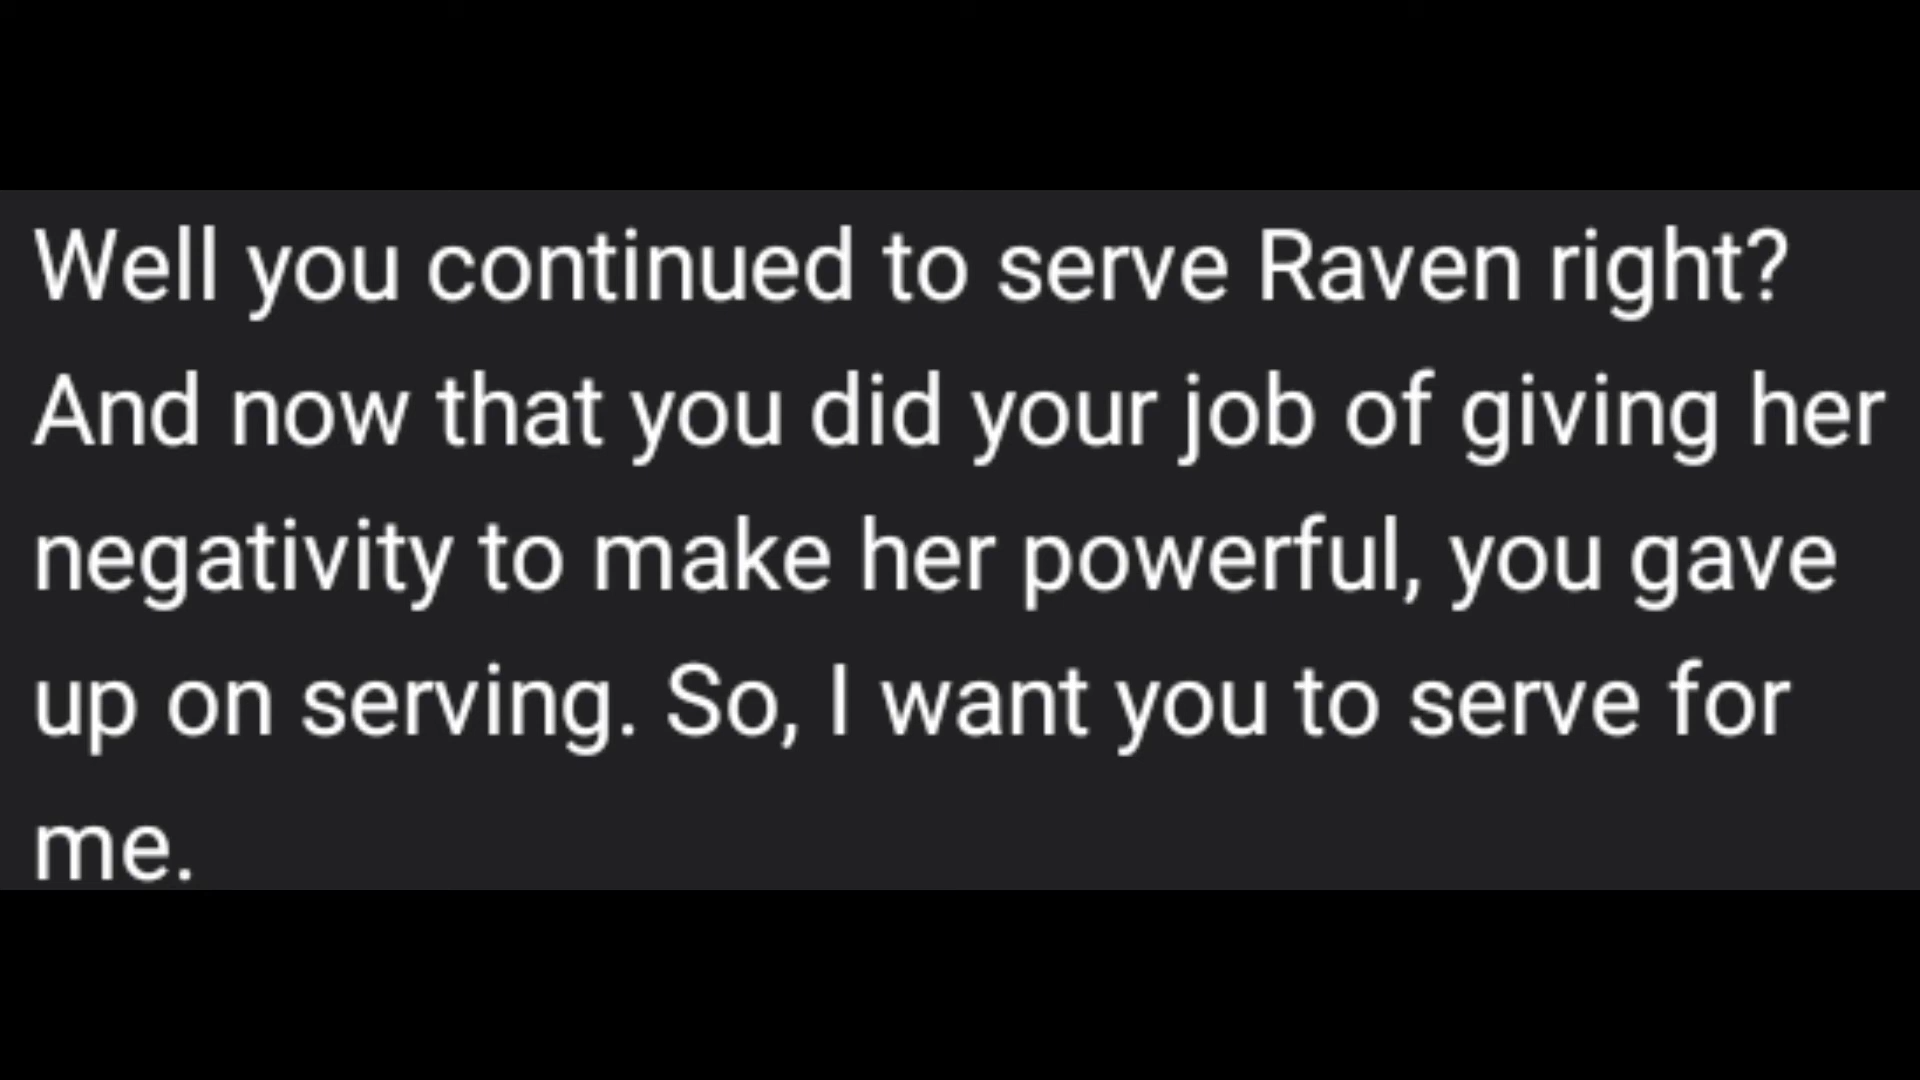 Well you continued to serve Raven right?
And now that you did your job of giving her
negativity to make her powerful, you gave
up on serving. So, I want you to serve for
me.